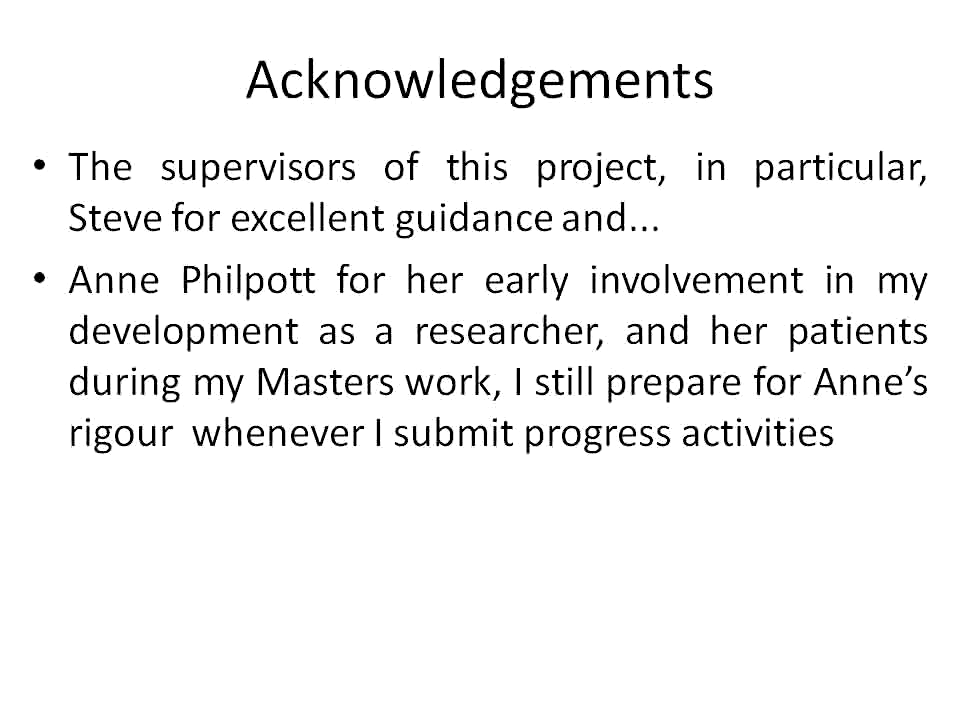 Acknowledgements
• The supervisors of this project, in particular,
Steve for excellent guidance and...
• Anne Philpott for her early involvement in my
development as a researcher, and her patients
during my Masters work, I still prepare for Anne’s
rigour  whenever I submit progress activities